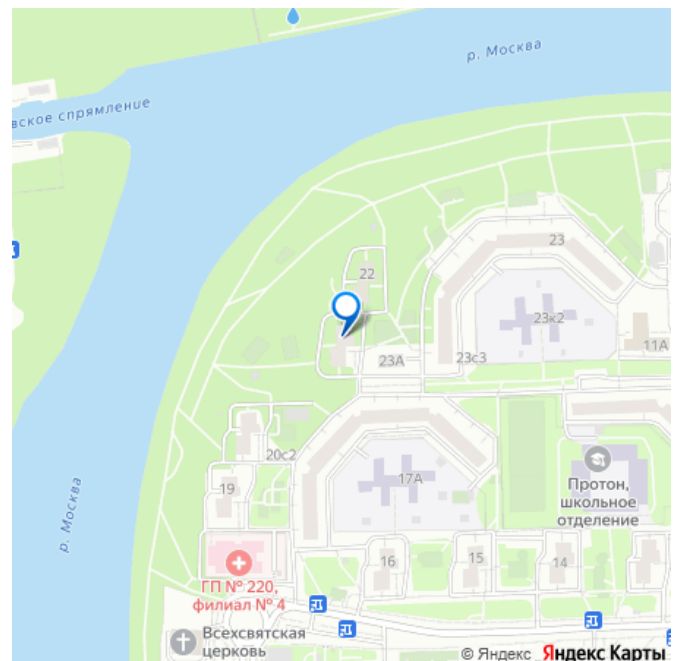 р. Москва
вское спрямление
23
22
23к2
11А
23А
23с3
20с2
17А
19
Протон,
школьное
отделение
16
15
14
ГП № 220,
филиал № 4
р. Москва
Всехсвятская
церковь
© Яндекс Яндекс Карты